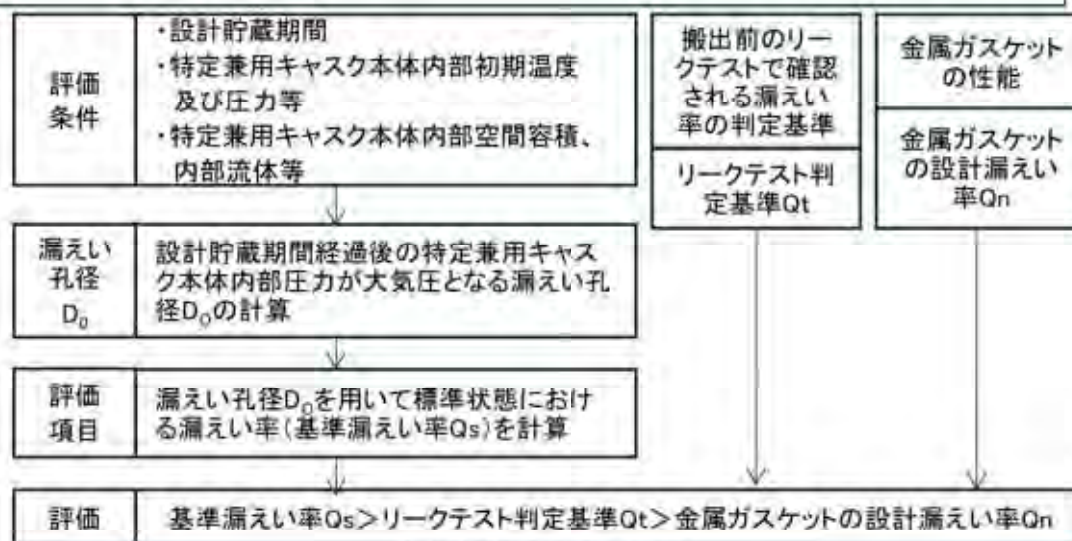 評価
条件
・設計貯蔵期間
・特定兼用キャスク本体内部初期温度
及び圧力等
・特定兼用キャスク本体内部空間容積、
内部流体等
搬出前のリー
クテストで確認
される漏えい
率の判定基準
リークテスト判
定基準Qt
金属ガスケット
の性能
金属ガスケット
の設計漏えい
率Qn
漏えい
孔径
D₀
設計貯蔵期間経過後の特定兼用キャス
ク本体内部圧力が大気圧となる漏えい孔
径D₀の計算
評価
項目
漏えい孔径D₀を用いて標準状態におけ
る漏えい率(基準漏えい率Qs)を計算
評価
基準漏えい率Qs>リークテスト判定基準Qt>金属ガスケットの設計漏えい率Qn